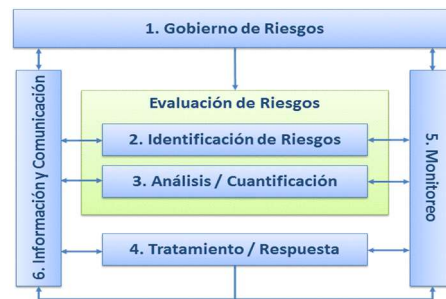 1. Gobierno de Riesgos
Evaluación de Riesgos
2. Identificación de Riesgos
3. Análisis / Cuantificación
4. Tratamiento / Respuesta
5. Monitoreo
6. Información y Comunicación